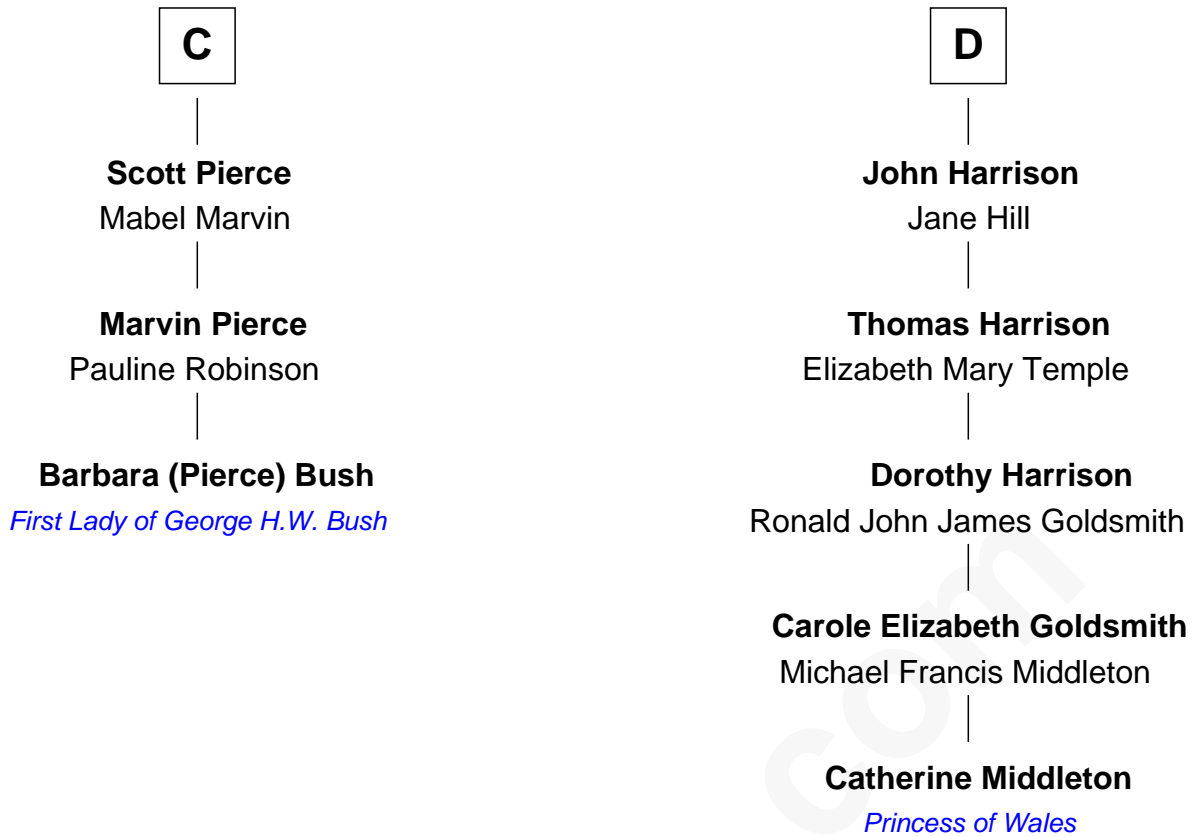 C
Scott Pierce
Mabel Marvin
Marvin Pierce
Pauline Robinson
Barbara (Pierce) Bush
First Lady of George H.W. Bush
D
John Harrison
Jane Hill
Thomas Harrison
Elizabeth Mary Temple
Dorothy Harrison
Ronald John James Goldsmith
Carole Elizabeth Goldsmith
Michael Francis Middleton
Catherine Middleton
Princess of Wales
com